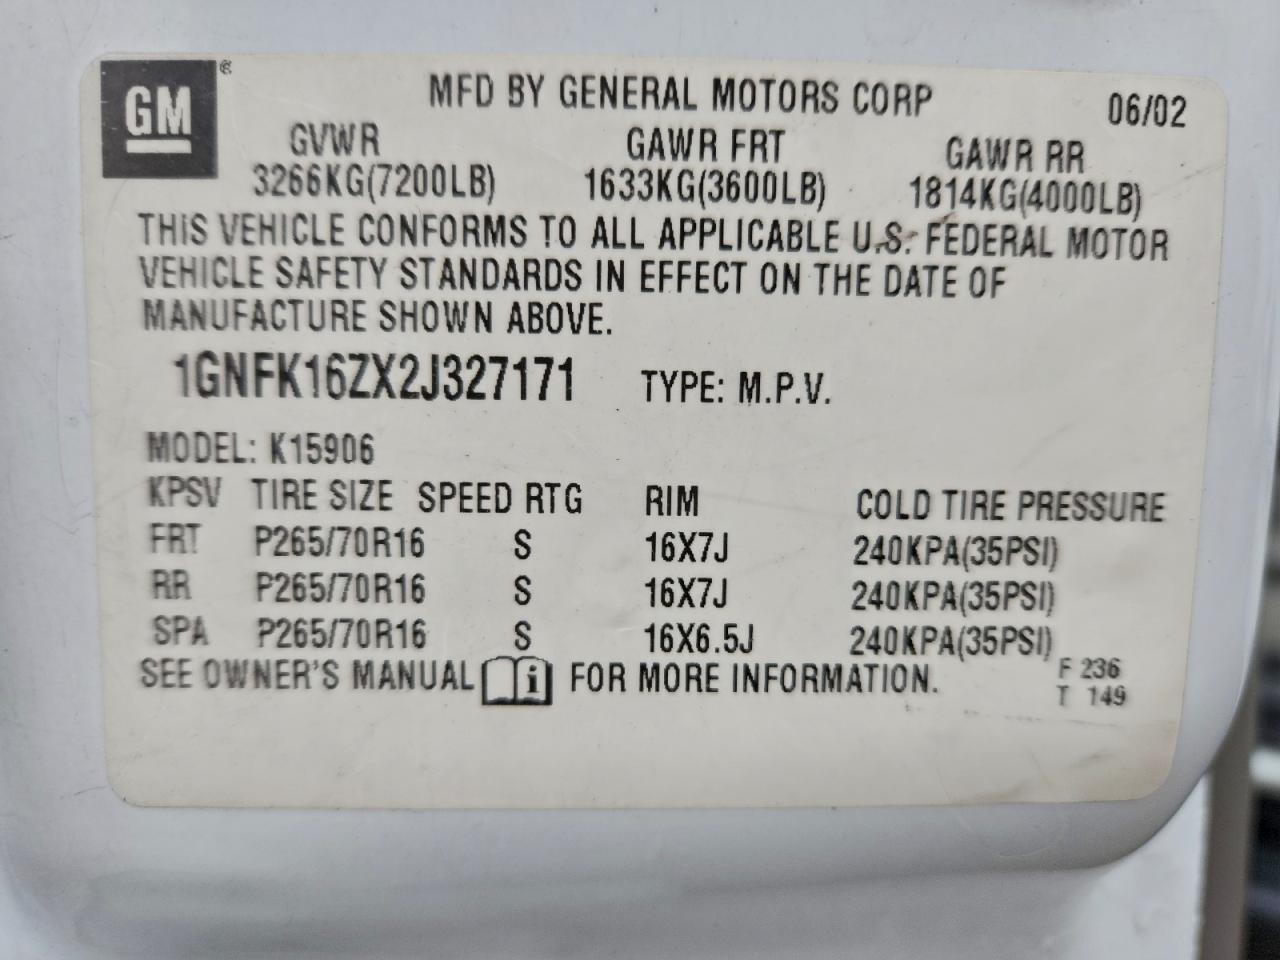 GM ®
MFD BY GENERAL MOTORS CORP 06/02
GVWR GAWR FRT GAWR RR
3266KG(7200LB) 1633KG(3600LB) 1814KG(4000LB)
THIS VEHICLE CONFORMS TO ALL APPLICABLE U.S. FEDERAL MOTOR
VEHICLE SAFETY STANDARDS IN EFFECT ON THE DATE OF
MANUFACTURE SHOWN ABOVE.
1GNFK16ZX2J327171 TYPE: M.P.V.
MODEL: K15906
KPSV TIRE SIZE SPEED RTG RIM COLD TIRE PRESSURE
FRT P265/70R16 S 16X7J 240KPA(35PSI)
RR P265/70R16 S 16X7J 240KPA(35PSI)
SPA P265/70R16 S 16X6.5J 240KPA(35PSI)
SEE OWNER'S MANUAL i FOR MORE INFORMATION.
F 236
T 149